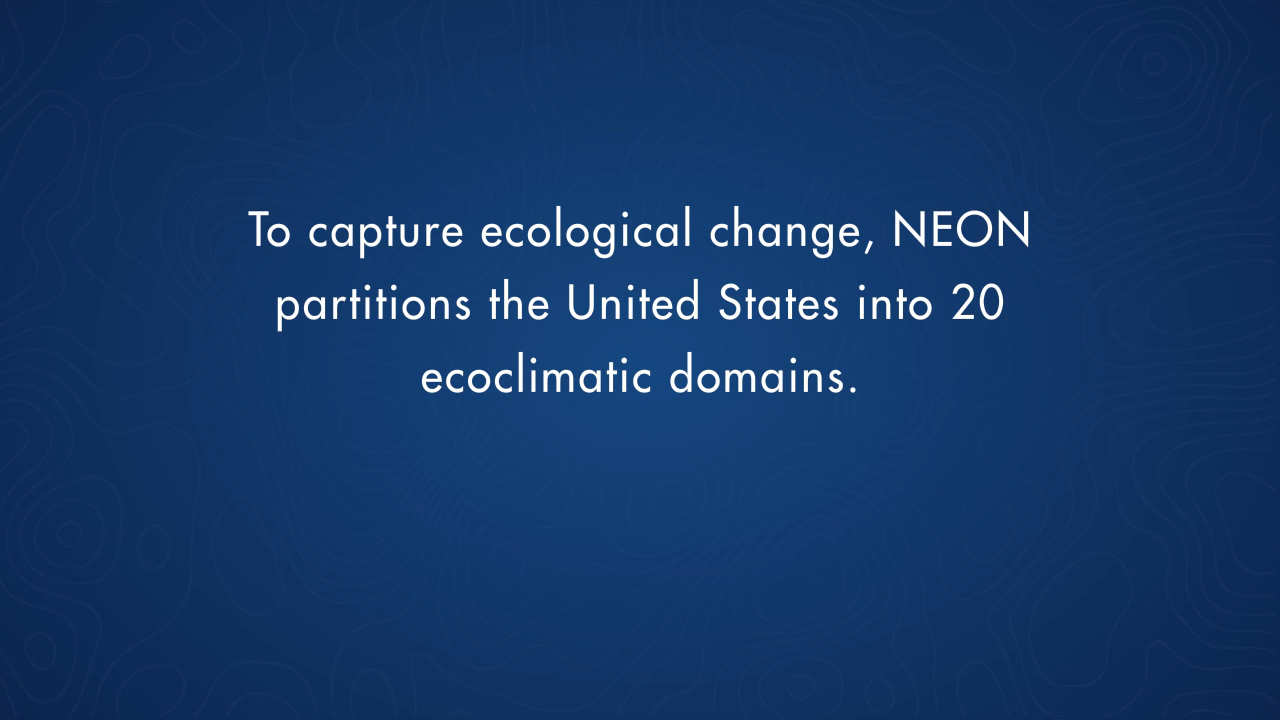 To capture ecological change, NEON
partitions the United States into 20
ecoclimatic domains.